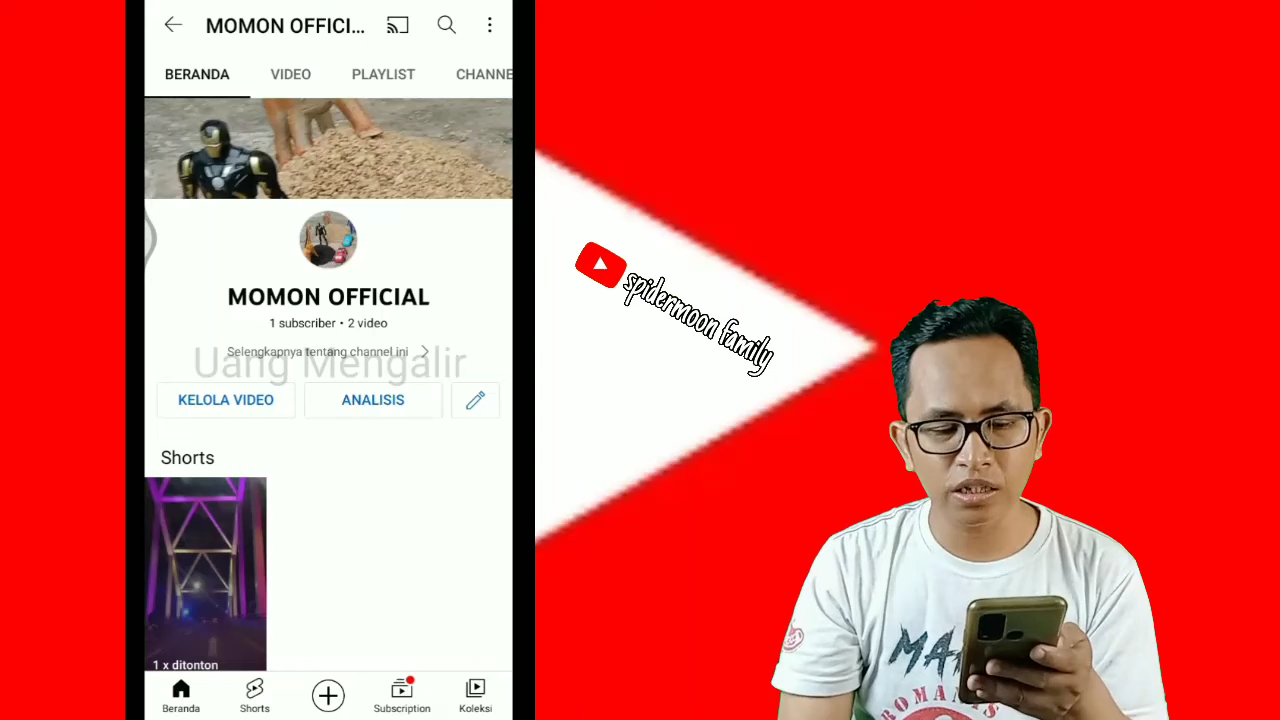 MOMON OFFICI...
BERANDA VIDEO PLAYLIST CHANNE
MOMON OFFICIAL
1 subscriber • 2 video
Selengkapnya tentang channel ini
Uang Mengalir
KELOLA VIDEO ANALISIS
Shorts
1 x ditonton
Beranda Shorts Subscription Koleksi
spidermoon family
MA
ROMANIS